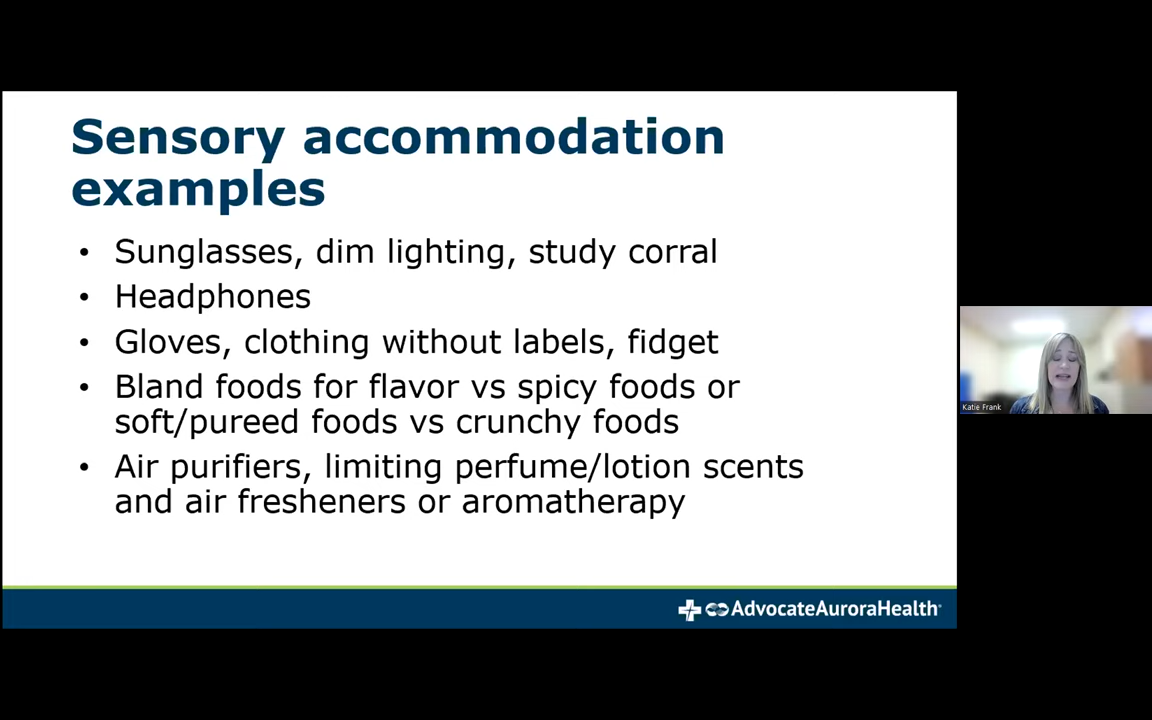 Sensory accommodation
examples
• Sunglasses, dim lighting, study corral
• Headphones
• Gloves, clothing without labels, fidget
• Bland foods for flavor vs spicy foods or
soft/pureed foods vs crunchy foods
• Air purifiers, limiting perfume/lotion scents
and air fresheners or aromatherapy
AdvocateAuroraHealth®
Katie Frank